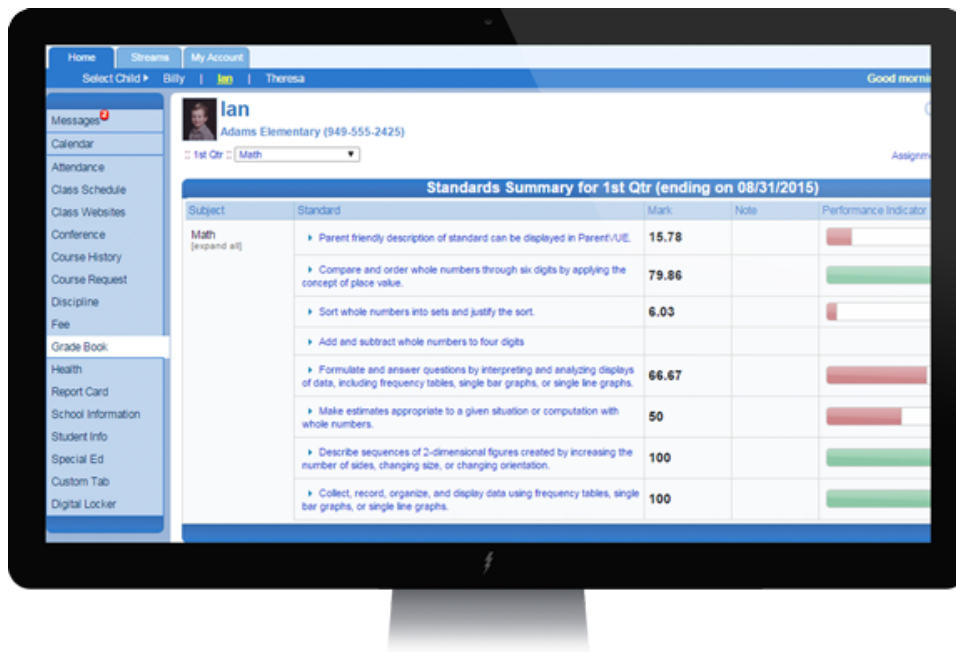 Home Streams My Account
Select Child Billy | Ian | Theresa Good
Messages 2
Calendar
Attendance
Class Schedule
Class Websites
Conference
Course History
Course Request
Discipline
Fee
Grade Book
Health
Report Card
School Information
Student Info
Special Ed
Custom Tab
Digital Locker
Ian
Adams Elementary (949-555-2425)
:: 1st Qtr :: Math
Standards Summary for 1st Qtr (ending on 08/31/2015)
Subject Standard Mark Note Performance Indicator
Math
[expand all]
Parent friendly description of standard can be displayed in ParentVUE. 15.78
Compare and order whole numbers through six digits by applying the
concept of place value. 79.86
Sort whole numbers into sets and justify the sort. 6.03
Add and subtract whole numbers to four digits
Formulate and answer questions by interpreting and analyzing displays
of data, including frequency tables, single bar graphs, or single line graphs. 66.67
Make estimates appropriate to a given situation or computation with
whole numbers. 50
Describe sequences of 2-dimensional figures created by increasing the
number of sides, changing size, or changing orientation. 100
Collect, record, organize, and display data using frequency tables, single
bar graphs, or single line graphs. 100